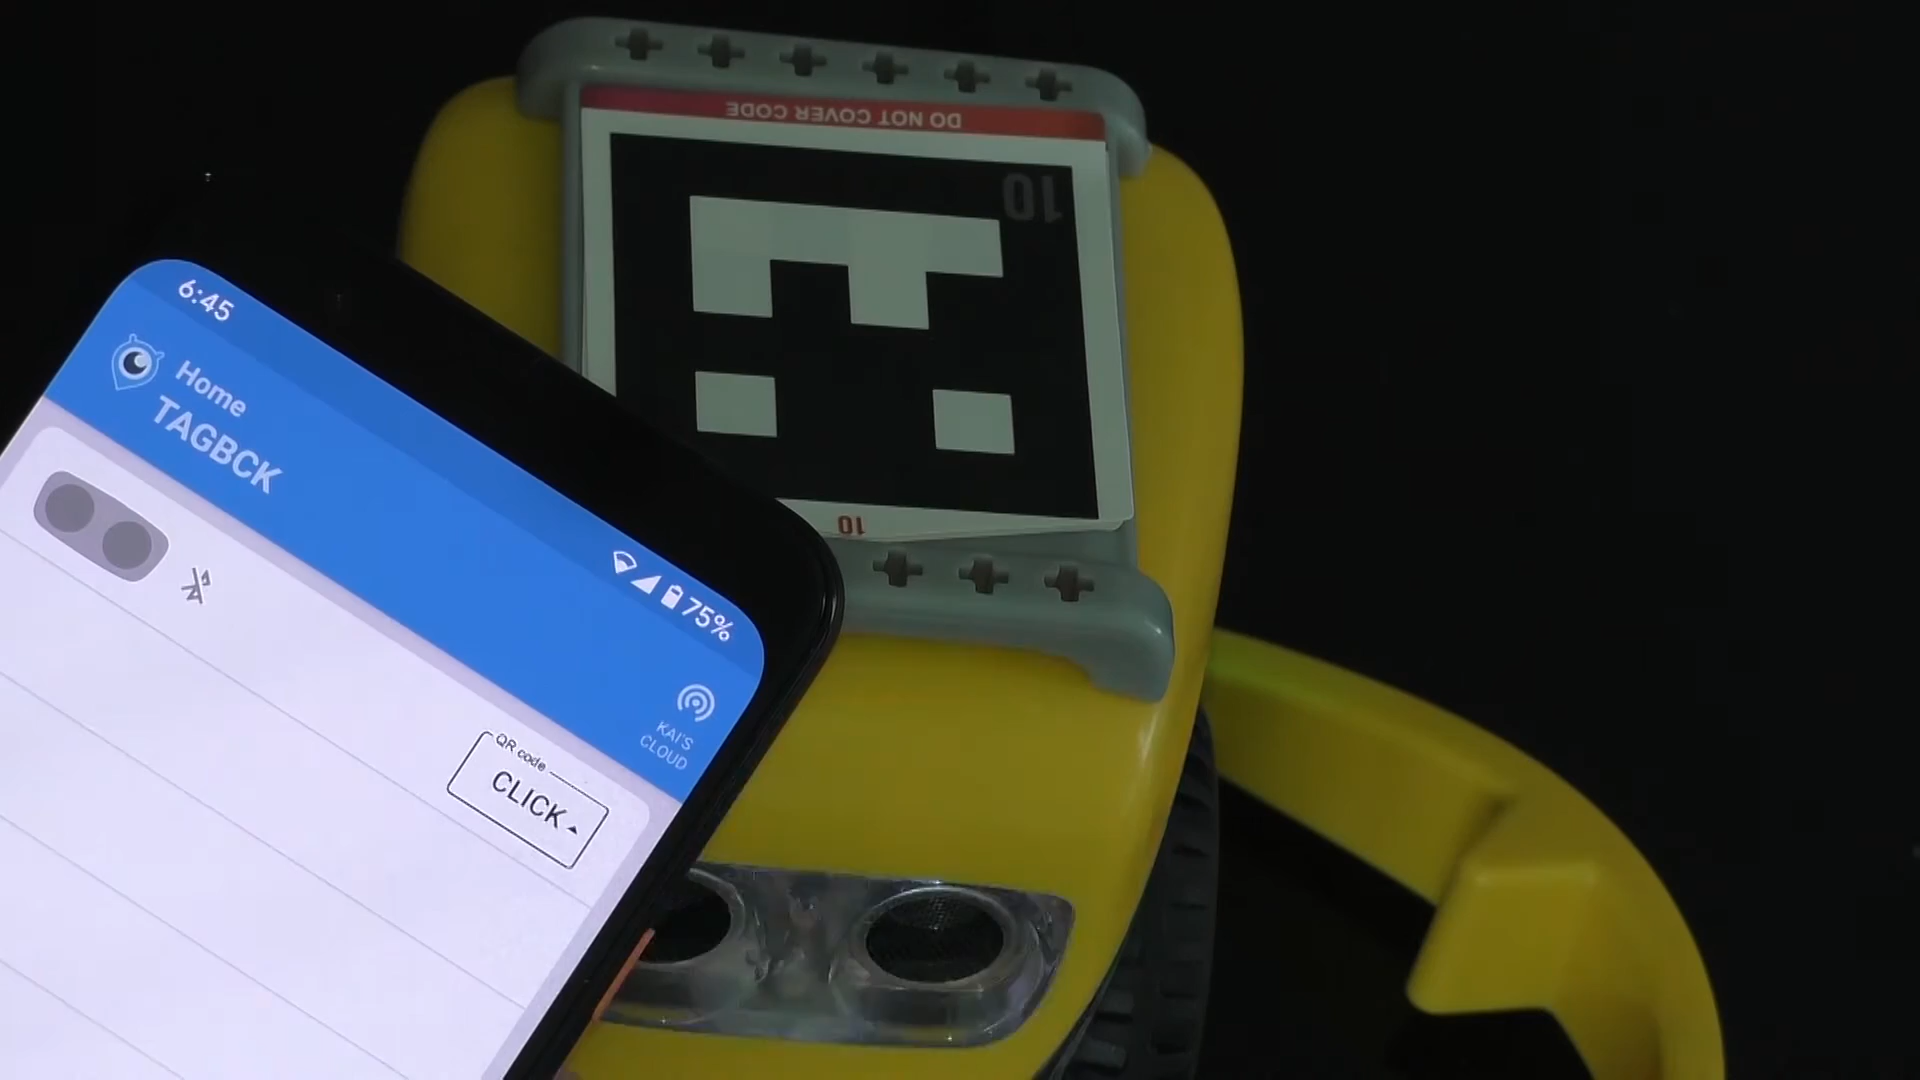 DO NOT COVER CODE
10
10
6:45
75%
Home
TAGBCK
KAI'S
CLOUD
QR code
CLICK